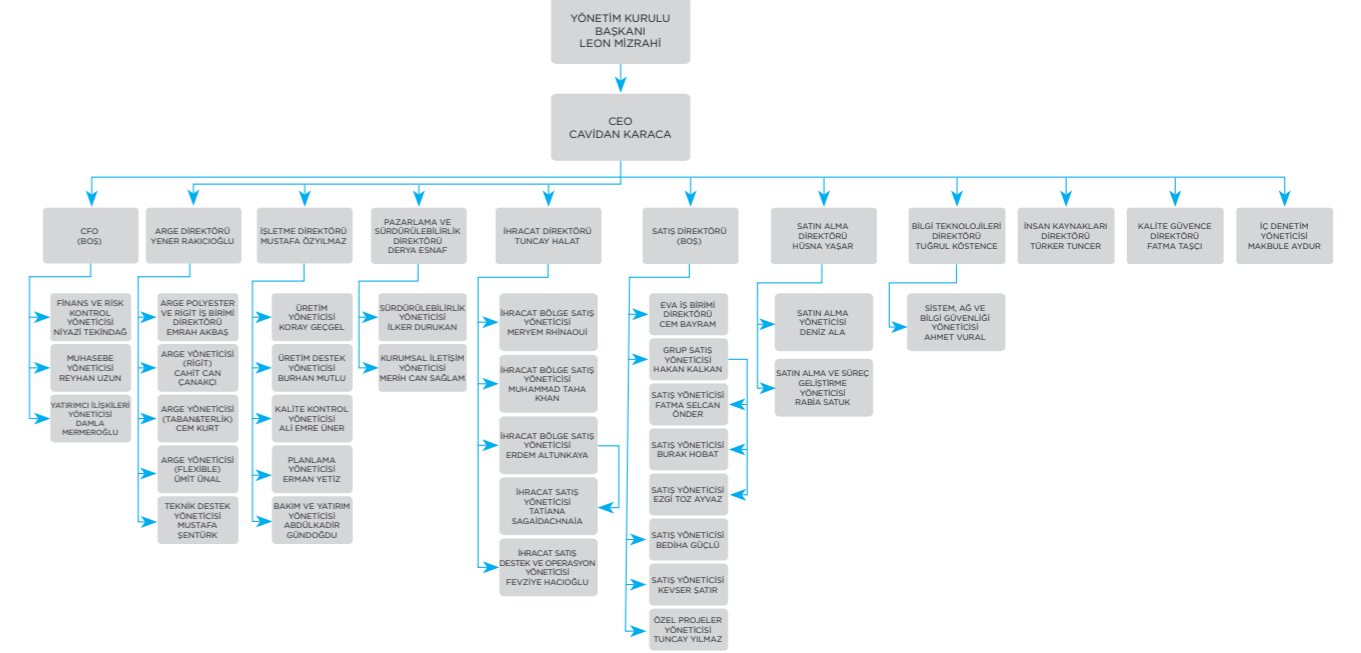 YÖNETİM KURULU
BAŞKANI
LEON MİZRAHİ
CEO
CAVİDAN KARACA
CFO
(BOŞ)
ARGE DİREKTÖRÜ
YENER RAKICIOĞLU
İŞLETME DİREKTÖRÜ
MUSTAFA ÖZYILMAZ
PAZARLAMA VE
SÜRDÜRÜLEBİLİRLİK
DİREKTÖRÜ
DERYA ESNAF
İHRACAT DİREKTÖRÜ
TUNCAY HALAT
SATIŞ DİREKTÖRÜ
(BOŞ)
SATIN ALMA
DİREKTÖRÜ
HÜSNA YAŞAR
BİLGİ TEKNOLOJİLERİ
DİREKTÖRÜ
TUĞRUL KÖSTENCE
İNSAN KAYNAKLARI
DİREKTÖRÜ
TÜRKER TUNCER
KALİTE GÜVENCE
DİREKTÖRÜ
FATMA TAŞÇI
İÇ DENETİM
YÖNETİCİSİ
MAKBULE AYDUR
FİNANS VE RİSK
KONTROL
YÖNETİCİSİ
NİYAZİ TEKİNDAĞ
MUHASEBE
YÖNETİCİSİ
REYHAN UZUN
YATIRIMCI İLİŞKİLERİ
YÖNETİCİSİ
DAMLA
MERMEROĞLU
ARGE POLYESTER
VE RİGİT İŞ BİRİMİ
DİREKTÖRÜ
EMRAH AKBAŞ
ARGE YÖNETİCİSİ
(RİGİT)
CAHİT CAN
ÇANAKÇI
ARGE YÖNETİCİSİ
(TABAN&TERLİK)
CEM KURT
ARGE YÖNETİCİSİ
(FLEXİBLE)
ÜMİT ÜNAL
TEKNİK DESTEK
YÖNETİCİSİ
MUSTAFA
ŞENTÜRK
ÜRETİM
YÖNETİCİSİ
KORAY GEÇGEL
ÜRETİM DESTEK
YÖNETİCİSİ
BURHAN MUTLU
KALİTE KONTROL
YÖNETİCİSİ
ALİ EMRE ÜNER
PLANLAMA
YÖNETİCİSİ
ERMAN YETİZ
BAKIM VE YATIRIM
YÖNETİCİSİ
ABDÜLKADİR
GÜNDOĞDU
SÜRDÜRÜLEBİLİRLİK
YÖNETİCİSİ
İLKER DURUKAN
KURUMSAL İLETİŞİM
YÖNETİCİSİ
MERİH CAN SAĞLAM
İHRACAT BÖLGE SATIŞ
YÖNETİCİSİ
MERYEM RHİNAOUİ
İHRACAT BÖLGE SATIŞ
YÖNETİCİSİ
MUHAMMAD TAHA
KHAN
İHRACAT BÖLGE SATIŞ
YÖNETİCİSİ
ERDEM ALTUNKAYA
İHRACAT SATIŞ
YÖNETİCİSİ
TATİANA
SAGAİDACHNAİA
İHRACAT SATIŞ
DESTEK VE OPERASYON
YÖNETİCİSİ
FEVZİYE HACIOĞLU
EVA İŞ BİRİMİ
DİREKTÖRÜ
CEM BAYRAM
GRUP SATIŞ
YÖNETİCİSİ
HAKAN KALKAN
SATIŞ YÖNETİCİSİ
FATMA SELCAN
ÖNDER
SATIŞ YÖNETİCİSİ
BURAK HOBAT
SATIŞ YÖNETİCİSİ
EZGİ TOZ AYVAZ
SATIŞ YÖNETİCİSİ
BEDİHA GÜÇLÜ
SATIŞ YÖNETİCİSİ
KEVSER ŞATIR
ÖZEL PROJELER
YÖNETİCİSİ
TUNCAY YILMAZ
SATIN ALMA
YÖNETİCİSİ
DENİZ ALA
SATIN ALMA VE SÜREÇ
GELİŞTİRME
YÖNETİCİSİ
RABİA SATUK
SİSTEM, AĞ VE
BİLGİ GÜVENLİĞİ
YÖNETİCİSİ
AHMET VURAL